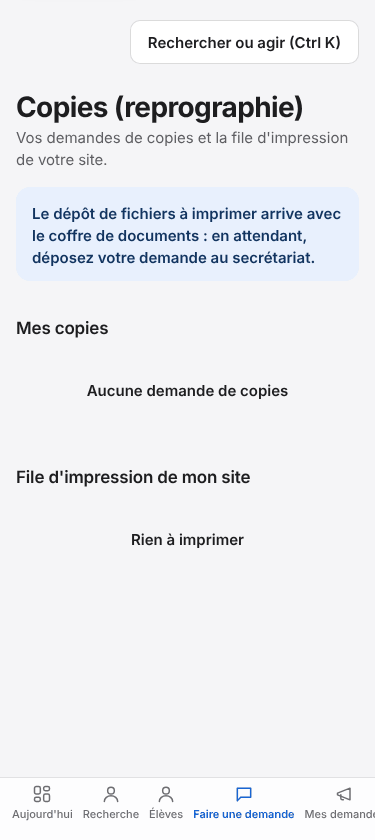 Rechercher ou agir (Ctrl K)
Copies (reprographie)
Vos demandes de copies et la file d'impression
de votre site.
Le dépôt de fichiers à imprimer arrive avec
le coffre de documents : en attendant,
déposez votre demande au secrétariat.
Mes copies
Aucune demande de copies
File d'impression de mon site
Rien à imprimer
Aujourd'hui Recherche Élèves Faire une demande Mes demande